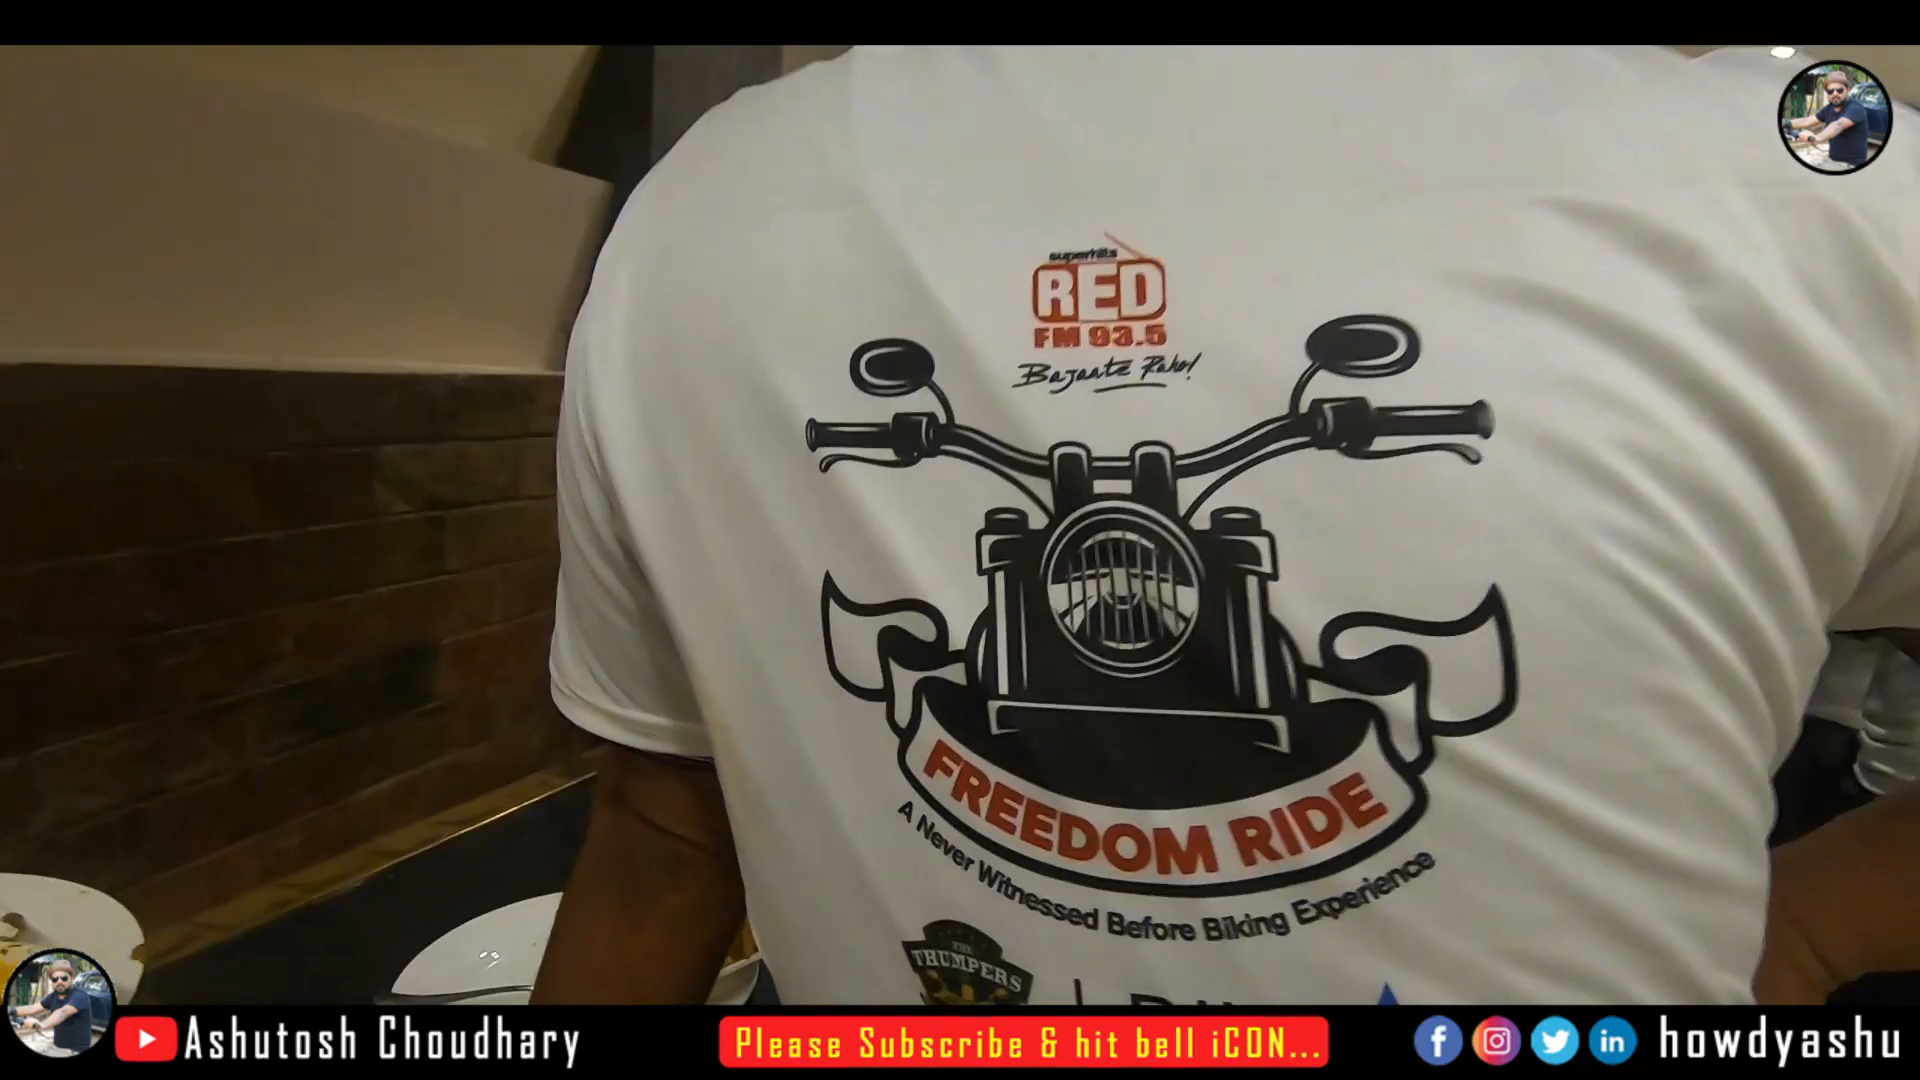 superhits
RED
FM 93.5
Bajaate Raho!
FREEDOM RIDE
A Never Witnessed Before Biking Experience
THE
THUMPERS
Ashutosh Choudhary
Please Subscribe & hit bell iCON...
howdyashu